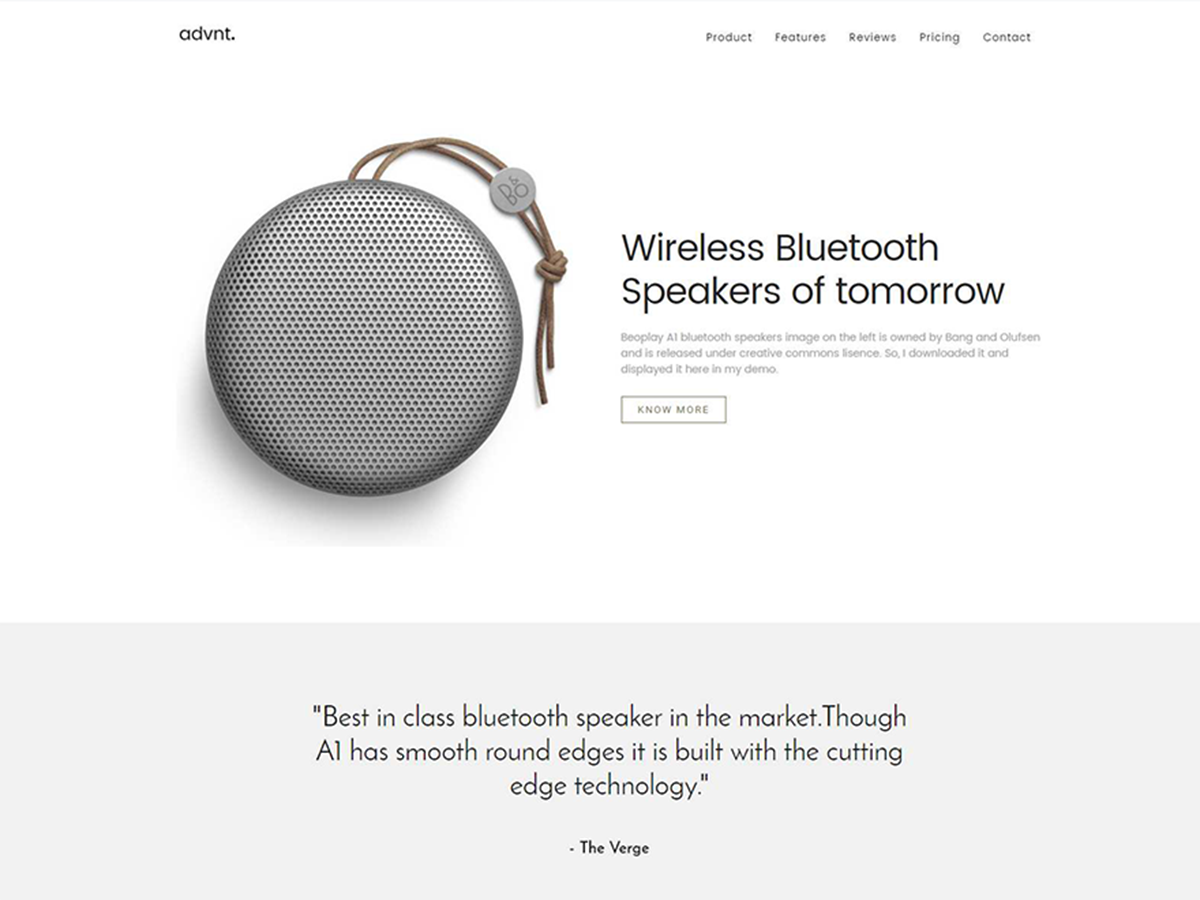 advnt.
Product Features Reviews Pricing Contact
B&O
Wireless Bluetooth
Speakers of tomorrow
Beoplay A1 bluetooth speakers image on the left is owned by Bang and Olufsen
and is released under creative commons lisence. So, I downloaded it and
displayed it here in my demo.
KNOW MORE
"Best in class bluetooth speaker in the market.Though
A1 has smooth round edges it is built with the cutting
edge technology."
- The Verge